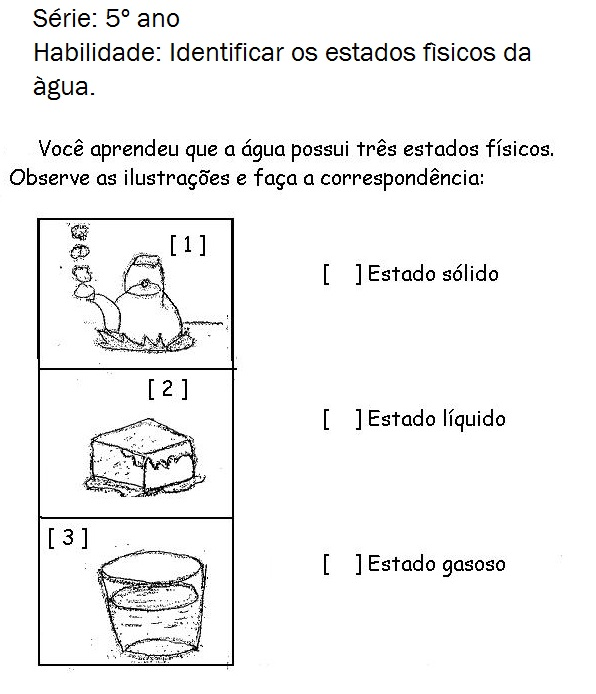 Série: 5º ano
Habilidade: Identificar os estados físicos da
àgua.
Você aprendeu que a água possui três estados físicos.
Observe as ilustrações e faça a correspondência:
[ 1 ]
[ ] Estado sólido
[ 2 ]
[ ] Estado líquido
[ 3 ]
[ ] Estado gasoso